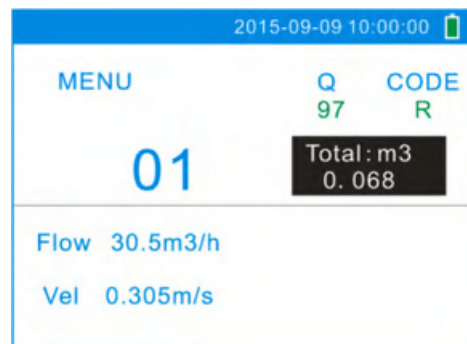 2015-09-09 10:00:00
MENU Q CODE
97 R
01 Total:m3
0.068
Flow 30.5m3/h
Vel 0.305m/s